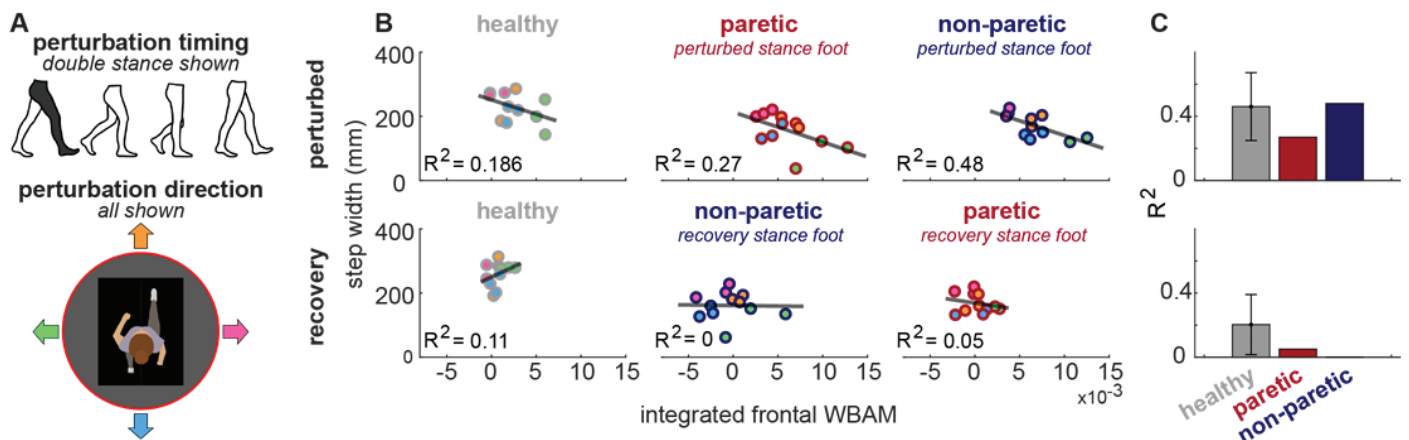 A
perturbation timing
double stance shown
perturbation direction
all shown
B
healthy
paretic
perturbed stance foot
non-paretic
perturbed stance foot
perturbed
step width (mm)
400
200
0
R² = 0.186
R² = 0.27
R² = 0.48
healthy
non-paretic
recovery stance foot
paretic
recovery stance foot
recovery
400
200
0
R² = 0.11
R² = 0
R² = 0.05
-5 0 5 10 15
-5 0 5 10 15
-5 0 5 10 15
x10⁻³
integrated frontal WBAM
C
R²
0.4
0
0.4
0
healthy
paretic
non-paretic